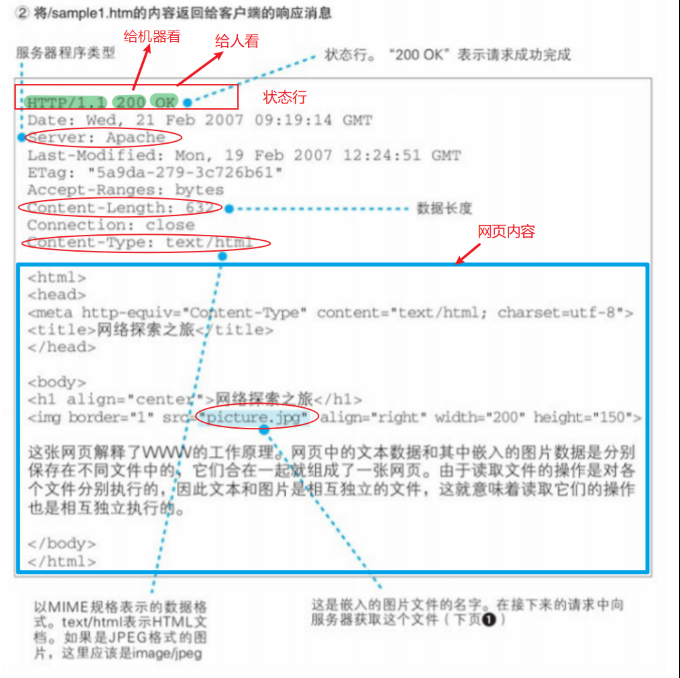 ② 将/sample1.htm的内容返回给客户端的响应消息
给机器看
给人看
服务器程序类型
状态行。“200 OK”表示请求成功完成
HTTP/1.1 200 OK
状态行
Date: Wed, 21 Feb 2007 09:19:14 GMT
Server: Apache
Last-Modified: Mon, 19 Feb 2007 12:24:51 GMT
ETag: "5a9da-279-3c726b61"
Accept-Ranges: bytes
Content-Length: 632
数据长度
Connection: close
Content-Type: text/html
网页内容
<html>
<head>
<meta http-equiv="Content-Type" content="text/html; charset=utf-8">
<title>网络探索之旅</title>
</head>
<body>
<h1 align="center">网络探索之旅</h1>
<img border="1" src="picture.jpg" align="right" width="200" height="150">
这张网页解释了WWW的工作原理。网页中的文本数据和其中嵌入的图片数据是分别
保存在不同文件中的，它们合在一起就组成了一张网页。由于读取文件的操作是对各
个文件分别执行的，因此文本和图片是相互独立的文件，这就意味着读取它们的操作
也是相互独立执行的。
</body>
</html>
以MIME规格表示的数据格
式。text/html表示HTML文
档。如果是JPEG格式的图
片，这里应该是image/jpeg
这是嵌入的图片文件的名字。在接下来的请求中向
服务器获取这个文件（下页❶）